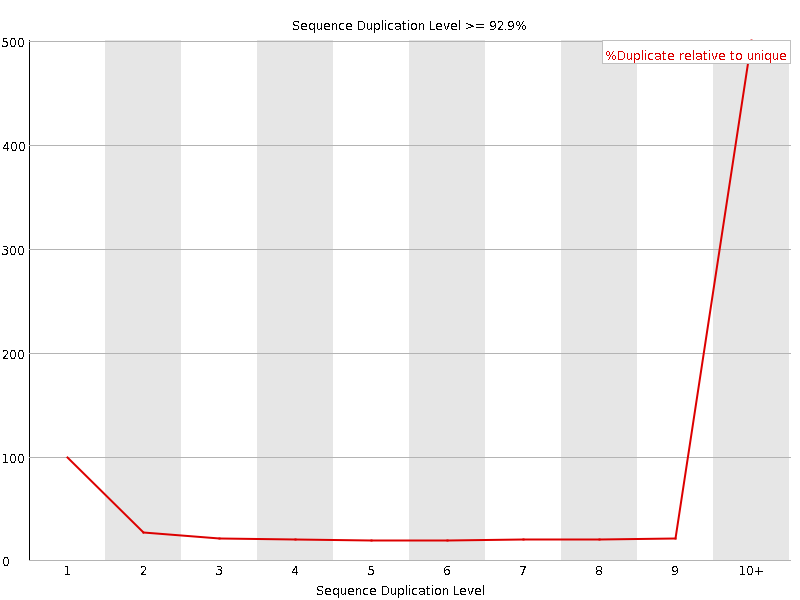 Sequence Duplication Level >= 92.9%
500
%Duplicate relative to unique
400
300
200
100
0
1 2 3 4 5 6 7 8 9 10+
Sequence Duplication Level